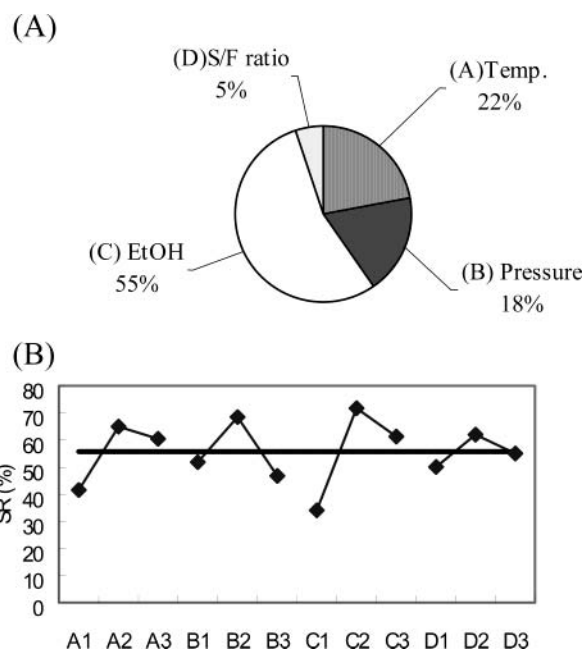 (A)
(D)S/F ratio
5%
(A)Temp.
22%
(C) EtOH
55%
(B) Pressure
18%
(B)
SR (%)
80
70
60
50
40
30
20
10
0
A1 A2 A3 B1 B2 B3 C1 C2 C3 D1 D2 D3